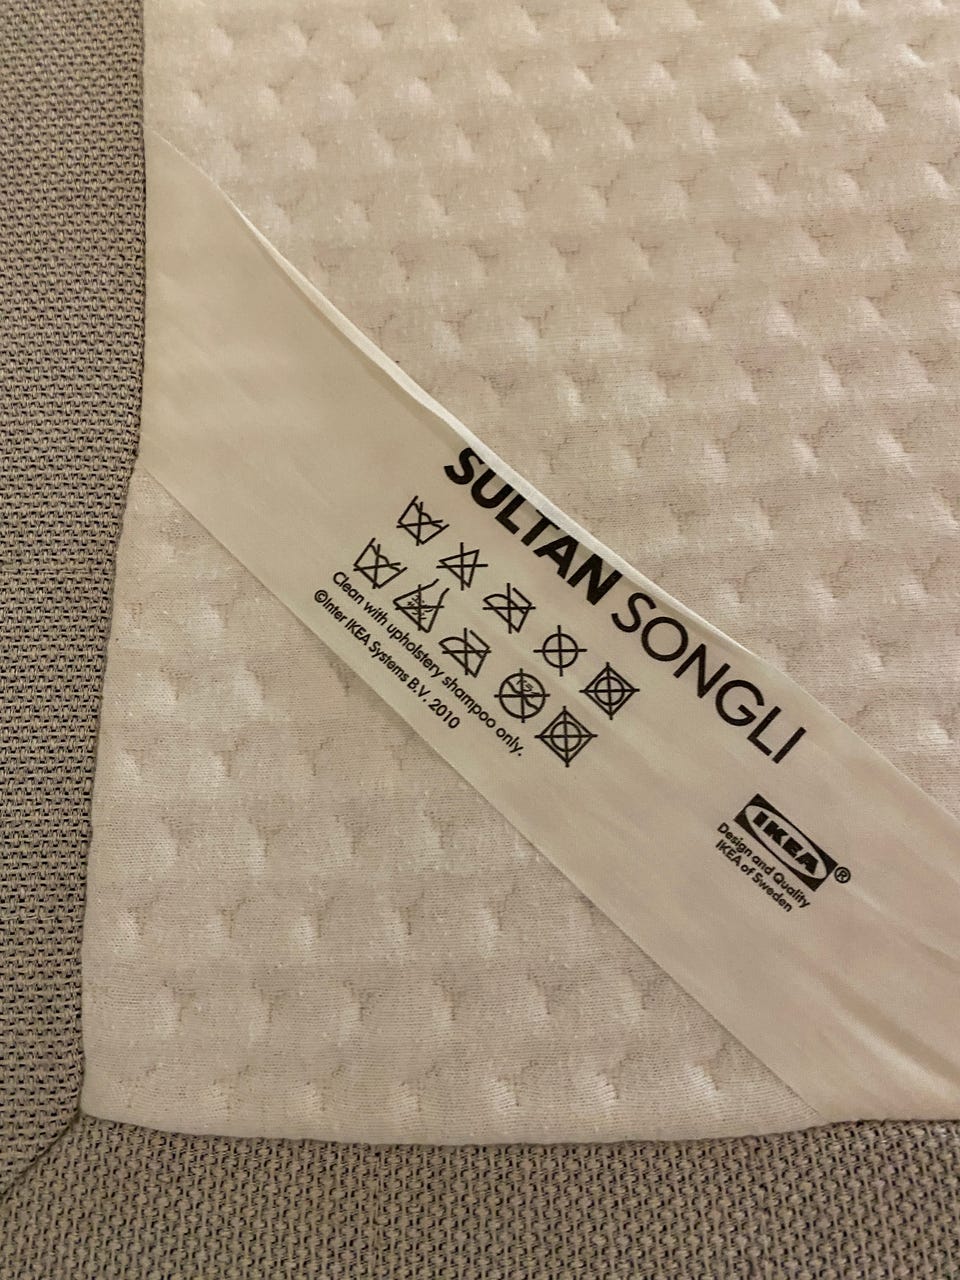 SULTAN SONGLI
Clean with upholstery shampoo only.
©Inter IKEA Systems B.V. 2010
IKEA®
Design and Quality
IKEA of Sweden